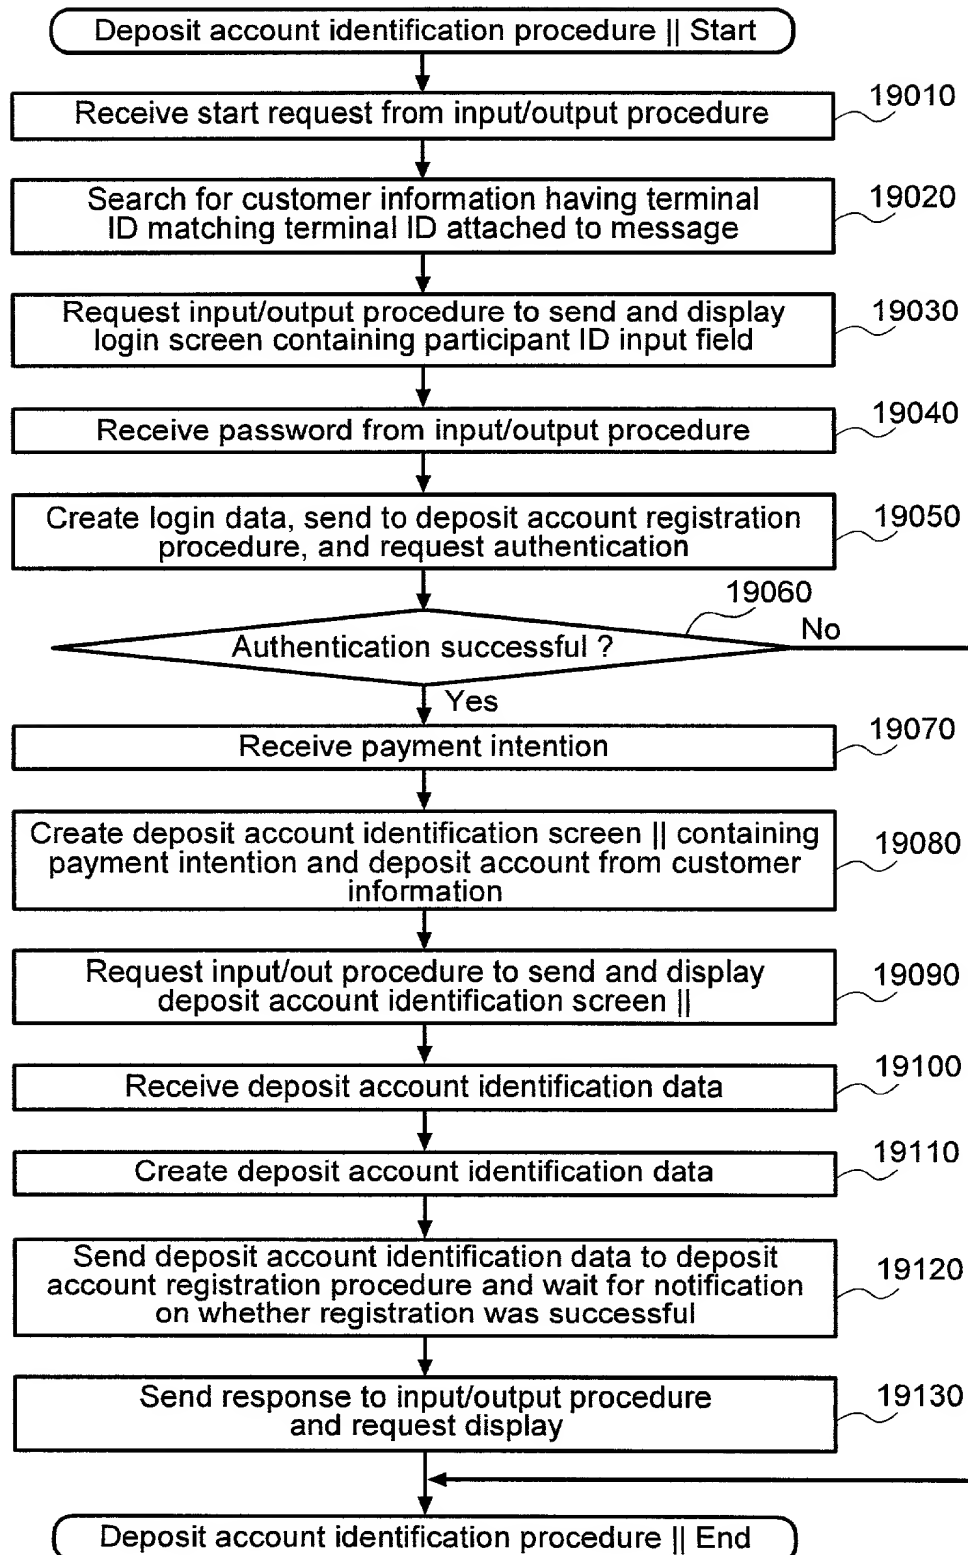 Deposit account identification procedure || Start
19010
Receive start request from input/output procedure
19020
Search for customer information having terminal
ID matching terminal ID attached to message
19030
Request input/output procedure to send and display
login screen containing participant ID input field
19040
Receive password from input/output procedure
19050
Create login data, send to deposit account registration
procedure, and request authentication
19060
Authentication successful ?
No
Yes
19070
Receive payment intention
19080
Create deposit account identification screen || containing
payment intention and deposit account from customer
information
19090
Request input/out procedure to send and display
deposit account identification screen ||
19100
Receive deposit account identification data
19110
Create deposit account identification data
19120
Send deposit account identification data to deposit
account registration procedure and wait for notification
on whether registration was successful
19130
Send response to input/output procedure
and request display
Deposit account identification procedure || End